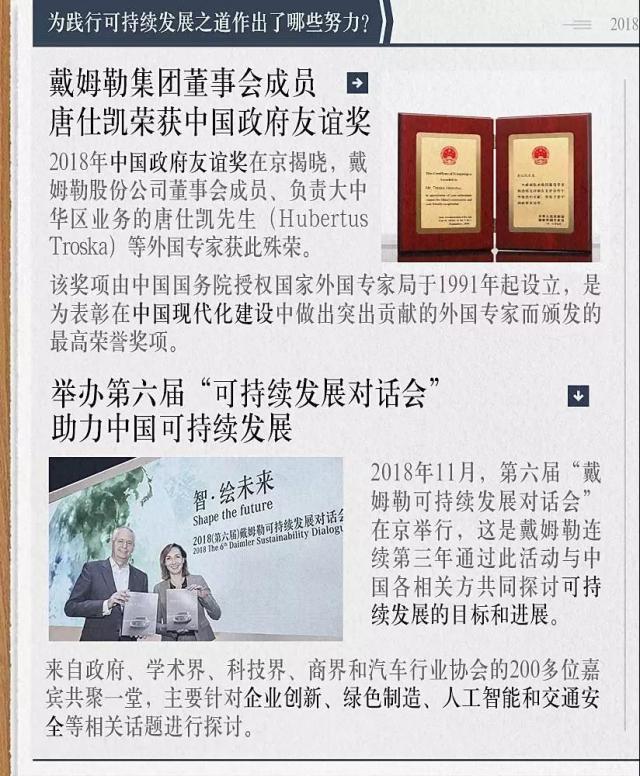 为践行可持续发展之道作出了哪些努力？
2018
戴姆勒集团董事会成员
唐仕凯荣获中国政府友谊奖
2018年中国政府友谊奖在京揭晓，戴
姆勒股份公司董事会成员、负责大中
华区业务的唐仕凯先生（Hubertus
Troska）等外国专家获此殊荣。
该奖项由中国国务院授权国家外国专家局于1991年起设立，是
为表彰在中国现代化建设中做出突出贡献的外国专家而颁发的
最高荣誉奖项。
举办第六届“可持续发展对话会”
助力中国可持续发展
智·绘未来
Shape the future
2018(第六届)戴姆勒可持续发展对话会
2018 The 6th Daimler Sustainability Dialogue
2018年11月，第六届“戴
姆勒可持续发展对话会”
在京举行，这是戴姆勒连
续第三年通过此活动与中
国各相关方共同探讨可持
续发展的目标和进展。
来自政府、学术界、科技界、商界和汽车行业协会的200多位嘉
宾共聚一堂，主要针对企业创新、绿色制造、人工智能和交通安
全等相关话题进行探讨。